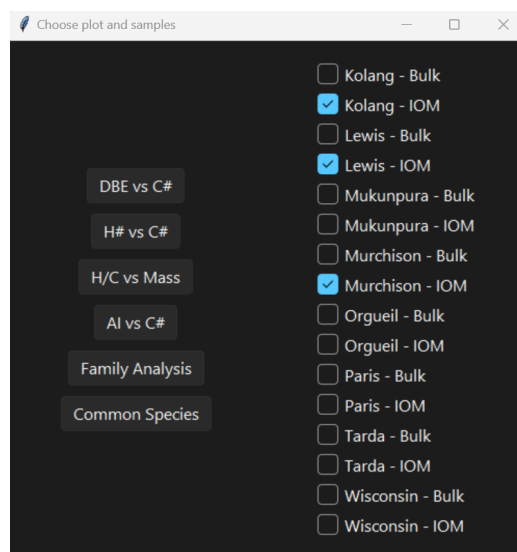 Choose plot and samples
DBE vs C#
H# vs C#
H/C vs Mass
AI vs C#
Family Analysis
Common Species
Kolang - Bulk
Kolang - IOM
Lewis - Bulk
Lewis - IOM
Mukunpura - Bulk
Mukunpura - IOM
Murchison - Bulk
Murchison - IOM
Orgueil - Bulk
Orgueil - IOM
Paris - Bulk
Paris - IOM
Tarda - Bulk
Tarda - IOM
Wisconsin - Bulk
Wisconsin - IOM